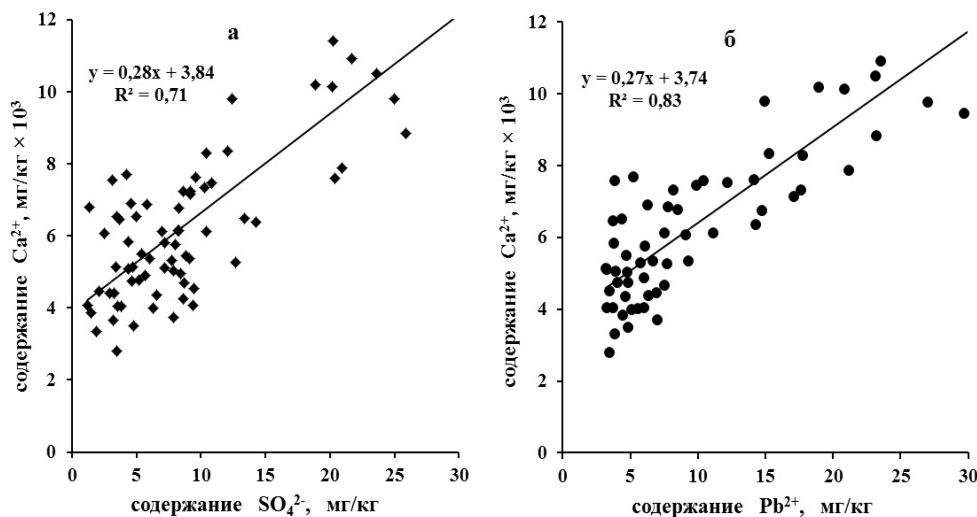 а
y = 0,28x + 3,84
R² = 0,71
содержание Ca²⁺, мг/кг × 10³
12
10
8
6
4
2
0
0 5 10 15 20 25 30
содержание SO₄²⁻, мг/кг
б
y = 0,27x + 3,74
R² = 0,83
содержание Ca²⁺, мг/кг × 10³
12
10
8
6
4
2
0
0 5 10 15 20 25 30
содержание Pb²⁺, мг/кг